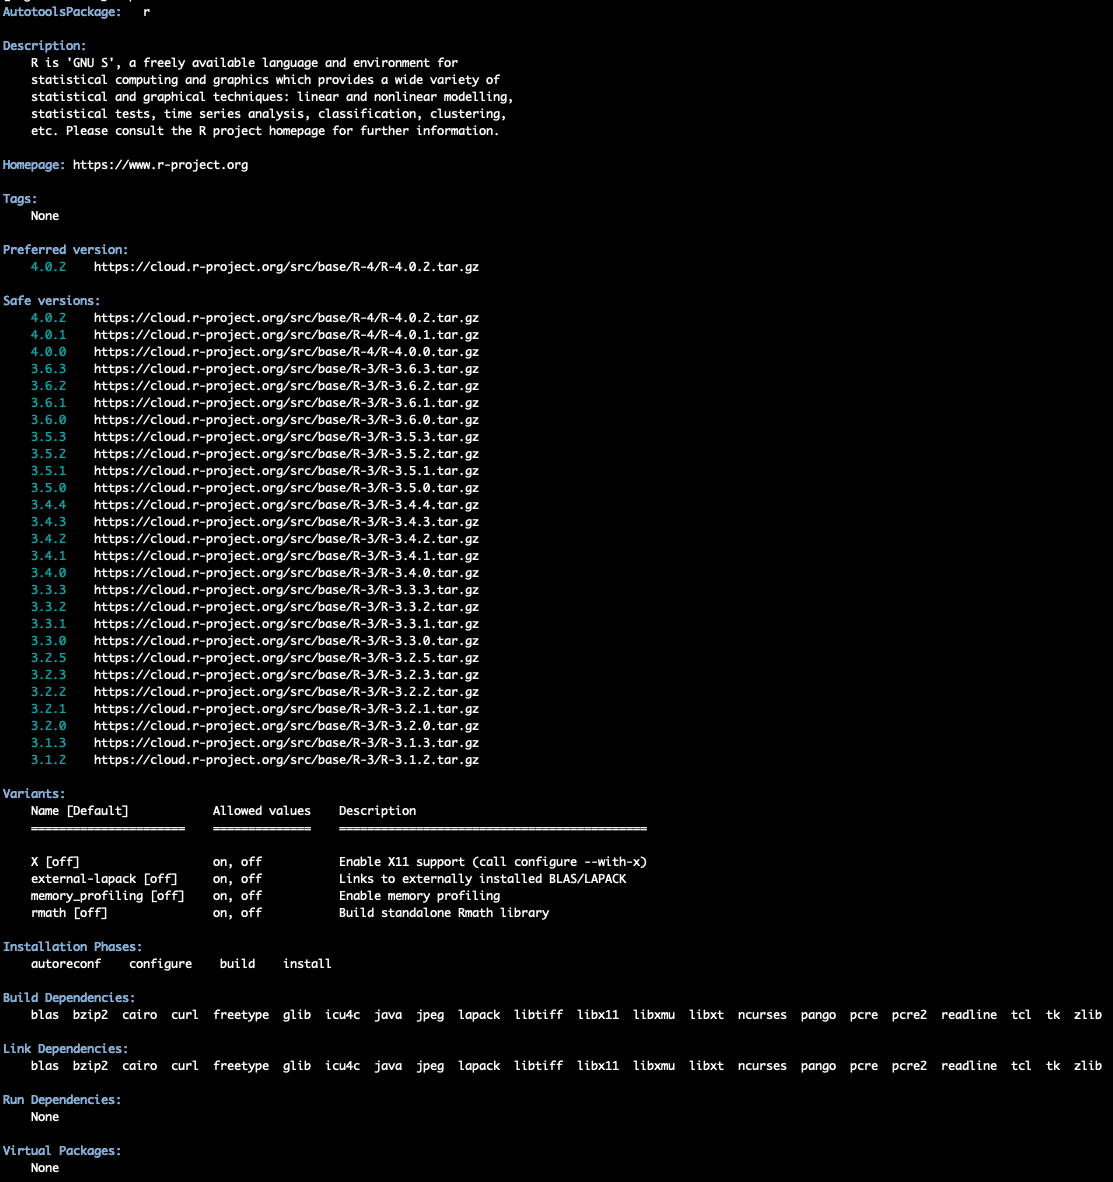 AutotoolsPackage:   r
Description:
R is 'GNU S', a freely available language and environment for
statistical computing and graphics which provides a wide variety of
statistical and graphical techniques: linear and nonlinear modelling,
statistical tests, time series analysis, classification, clustering,
etc. Please consult the R project homepage for further information.
Homepage: https://www.r-project.org
Tags:
None
Preferred version:
4.0.2    https://cloud.r-project.org/src/base/R-4/R-4.0.2.tar.gz
Safe versions:
4.0.2    https://cloud.r-project.org/src/base/R-4/R-4.0.2.tar.gz
4.0.1    https://cloud.r-project.org/src/base/R-4/R-4.0.1.tar.gz
4.0.0    https://cloud.r-project.org/src/base/R-4/R-4.0.0.tar.gz
3.6.3    https://cloud.r-project.org/src/base/R-3/R-3.6.3.tar.gz
3.6.2    https://cloud.r-project.org/src/base/R-3/R-3.6.2.tar.gz
3.6.1    https://cloud.r-project.org/src/base/R-3/R-3.6.1.tar.gz
3.6.0    https://cloud.r-project.org/src/base/R-3/R-3.6.0.tar.gz
3.5.3    https://cloud.r-project.org/src/base/R-3/R-3.5.3.tar.gz
3.5.2    https://cloud.r-project.org/src/base/R-3/R-3.5.2.tar.gz
3.5.1    https://cloud.r-project.org/src/base/R-3/R-3.5.1.tar.gz
3.5.0    https://cloud.r-project.org/src/base/R-3/R-3.5.0.tar.gz
3.4.4    https://cloud.r-project.org/src/base/R-3/R-3.4.4.tar.gz
3.4.3    https://cloud.r-project.org/src/base/R-3/R-3.4.3.tar.gz
3.4.2    https://cloud.r-project.org/src/base/R-3/R-3.4.2.tar.gz
3.4.1    https://cloud.r-project.org/src/base/R-3/R-3.4.1.tar.gz
3.4.0    https://cloud.r-project.org/src/base/R-3/R-3.4.0.tar.gz
3.3.3    https://cloud.r-project.org/src/base/R-3/R-3.3.3.tar.gz
3.3.2    https://cloud.r-project.org/src/base/R-3/R-3.3.2.tar.gz
3.3.1    https://cloud.r-project.org/src/base/R-3/R-3.3.1.tar.gz
3.3.0    https://cloud.r-project.org/src/base/R-3/R-3.3.0.tar.gz
3.2.5    https://cloud.r-project.org/src/base/R-3/R-3.2.5.tar.gz
3.2.3    https://cloud.r-project.org/src/base/R-3/R-3.2.3.tar.gz
3.2.2    https://cloud.r-project.org/src/base/R-3/R-3.2.2.tar.gz
3.2.1    https://cloud.r-project.org/src/base/R-3/R-3.2.1.tar.gz
3.2.0    https://cloud.r-project.org/src/base/R-3/R-3.2.0.tar.gz
3.1.3    https://cloud.r-project.org/src/base/R-3/R-3.1.3.tar.gz
3.1.2    https://cloud.r-project.org/src/base/R-3/R-3.1.2.tar.gz
Variants:
Name [Default]            Allowed values    Description
======================    ==============    ============================================
X [off]                   on, off           Enable X11 support (call configure --with-x)
external-lapack [off]     on, off           Links to externally installed BLAS/LAPACK
memory_profiling [off]    on, off           Enable memory profiling
rmath [off]               on, off           Build standalone Rmath library
Installation Phases:
autoreconf    configure    build    install
Build Dependencies:
blas  bzip2  cairo  curl  freetype  glib  icu4c  java  jpeg  lapack  libtiff  libx11  libxmu  libxt  ncurses  pango  pcre  pcre2  readline  tcl  tk  zlib
Link Dependencies:
blas  bzip2  cairo  curl  freetype  glib  icu4c  java  jpeg  lapack  libtiff  libx11  libxmu  libxt  ncurses  pango  pcre  pcre2  readline  tcl  tk  zlib
Run Dependencies:
None
Virtual Packages:
None